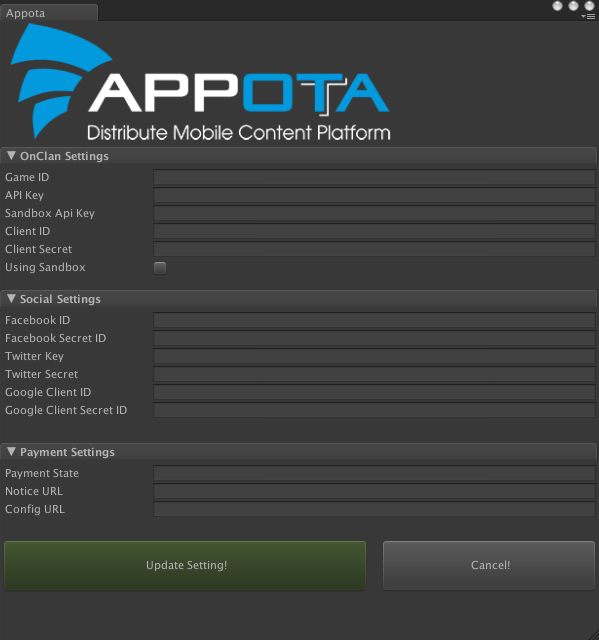 Appota
APPOTA
Distribute Mobile Content Platform
OnClan Settings
Game ID
API Key
Sandbox Api Key
Client ID
Client Secret
Using Sandbox
Social Settings
Facebook ID
Facebook Secret ID
Twitter Key
Twitter Secret
Google Client ID
Google Client Secret ID
Payment Settings
Payment State
Notice URL
Config URL
Update Setting! Cancel!